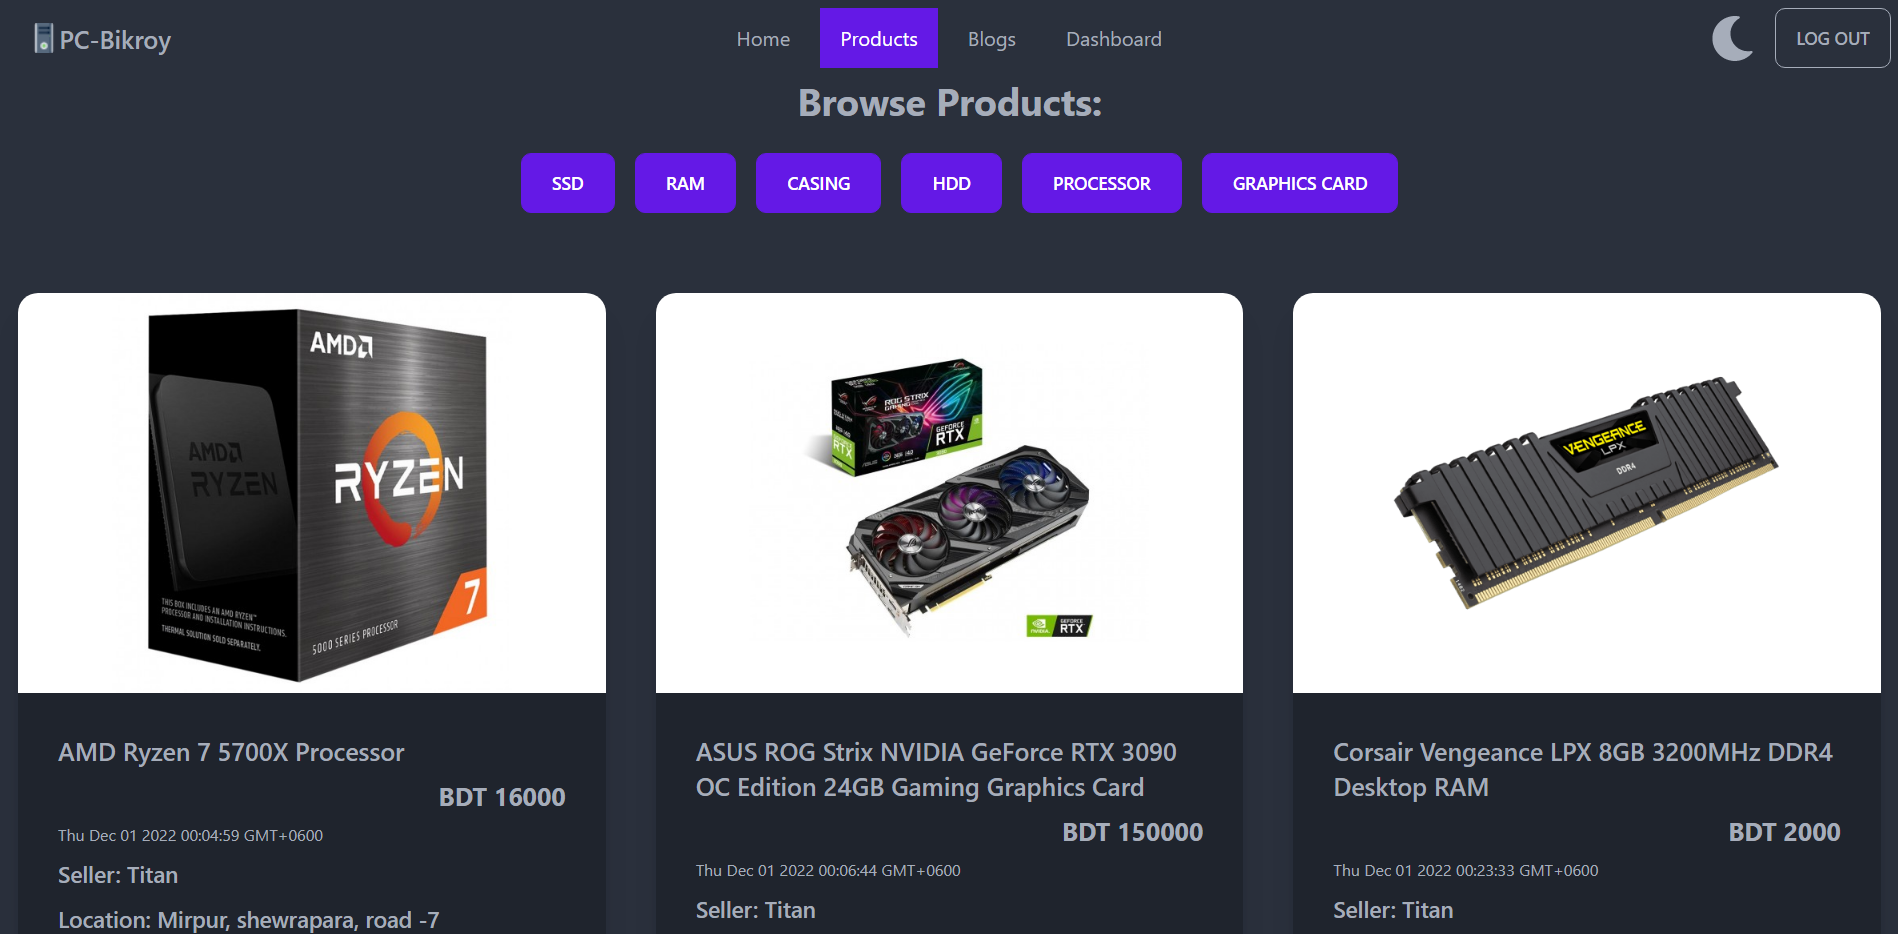 PC-Bikroy
Home
Products
Blogs
Dashboard
LOG OUT
Browse Products:
SSD
RAM
CASING
HDD
PROCESSOR
GRAPHICS CARD
AMD
AMD
RYZEN
RYZEN
7
THIS BOX INCLUDES AN AMD RYZEN™
PROCESSOR AND INSTALLATION INSTRUCTIONS.
THERMAL SOLUTION SOLD SEPARATELY.
5000 SERIES PROCESSOR
ROG STRIX
GAMING
GEFORCE
RTX
RTX
NVIDIA
GEFORCE
RTX
VENGEANCE
LPX
DDR4
AMD Ryzen 7 5700X Processor
BDT 16000
Thu Dec 01 2022 00:04:59 GMT+0600
Seller: Titan
Location: Mirpur, shewrapara, road -7
ASUS ROG Strix NVIDIA GeForce RTX 3090
OC Edition 24GB Gaming Graphics Card
BDT 150000
Thu Dec 01 2022 00:06:44 GMT+0600
Seller: Titan
Corsair Vengeance LPX 8GB 3200MHz DDR4
Desktop RAM
BDT 2000
Thu Dec 01 2022 00:23:33 GMT+0600
Seller: Titan